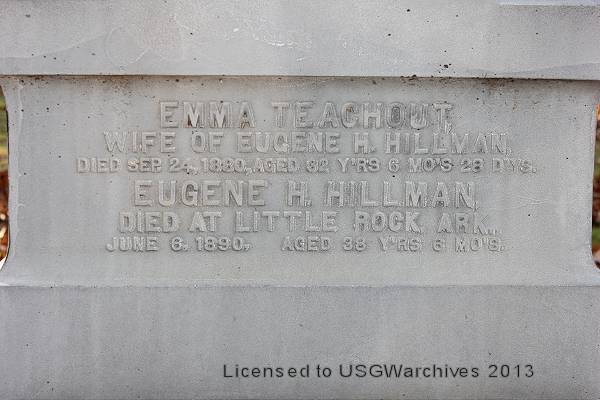 EMMA TEACHOUT,
WIFE OF EUGENE H. HILLMAN,
DIED SEP. 24, 1880, AGED 32 Y'RS 6 MO'S 28 D'YS.
EUGENE H. HILLMAN,
DIED AT LITTLE ROCK, ARK.,
JUNE 6, 1890, AGED 38 Y'RS 6 MO'S.
Licensed to USGWarchives 2013